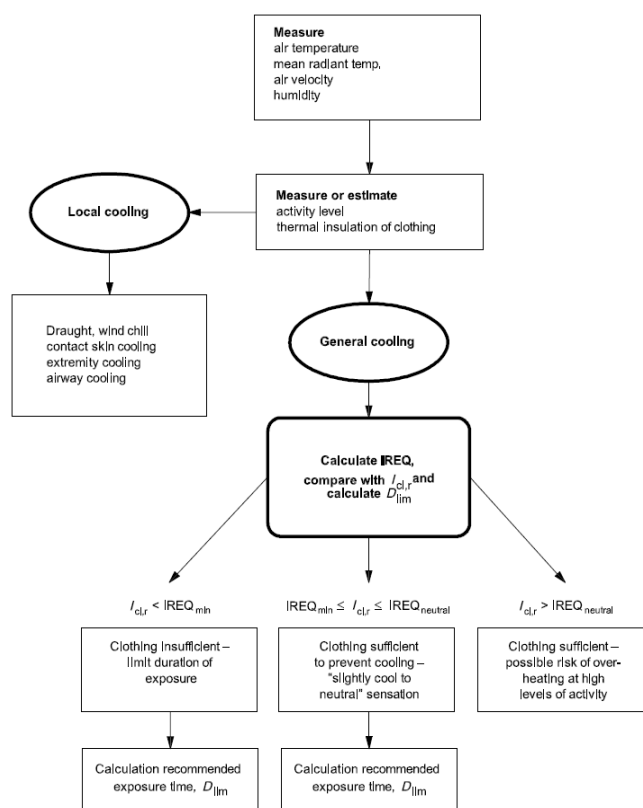 Measure
air temperature
mean radiant temp.
air velocity
humidity
Measure or estimate
activity level
thermal insulation of clothing
Local cooling
Draught, wind chill
contact skin cooling
extremity cooling
airway cooling
General cooling
Calculate IREQ,
compare with Icl,r and
calculate Dlim
Icl,r < IREQmin
IREQmin ≤ Icl,r ≤ IREQneutral
Icl,r > IREQneutral
Clothing insufficient –
limit duration of
exposure
Clothing sufficient
to prevent cooling –
"slightly cool to
neutral" sensation
Clothing sufficient –
possible risk of over-
heating at high
levels of activity
Calculation recommended
exposure time, Dlim
Calculation recommended
exposure time, Dlim